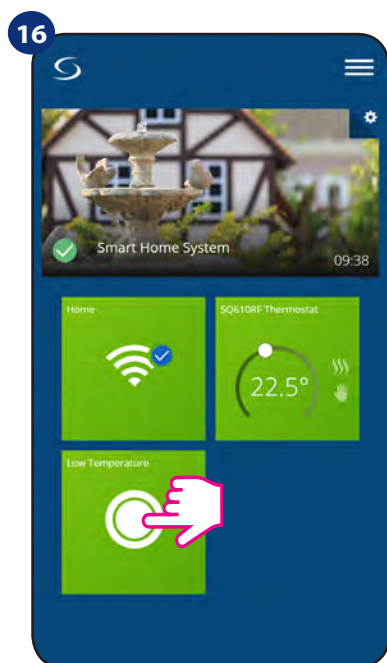 16
Smart Home System
09:38
Home
SQ610RF Thermostat
22.5°
Low Temperature